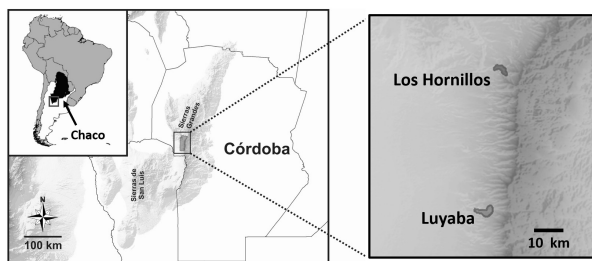 Chaco
Sierras
Grandes
Córdoba
Sierras de
San Luis
N
100 km
Los Hornillos
Luyaba
10 km